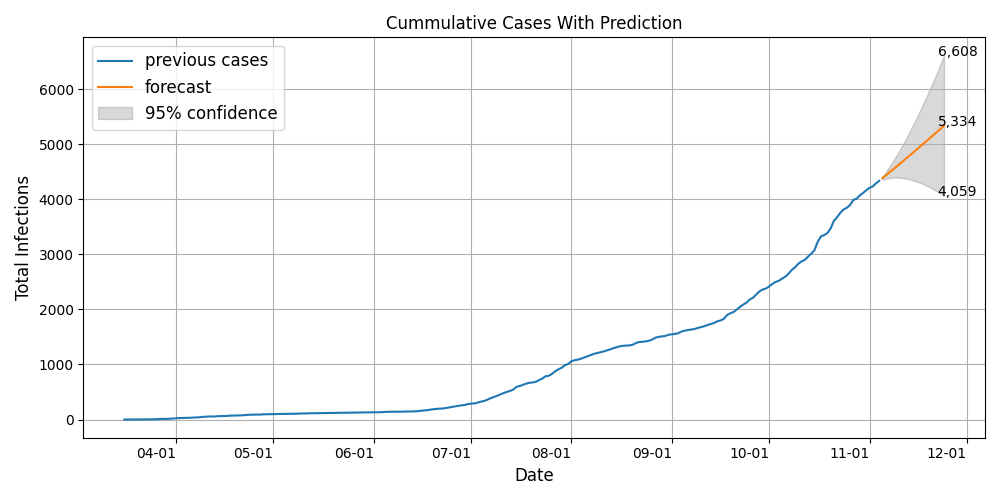 Cummulative Cases With Prediction
previous cases
forecast
95% confidence
6,608
5,334
4,059
6000
5000
4000
3000
2000
1000
0
Total Infections
04-01 05-01 06-01 07-01 08-01 09-01 10-01 11-01 12-01
Date